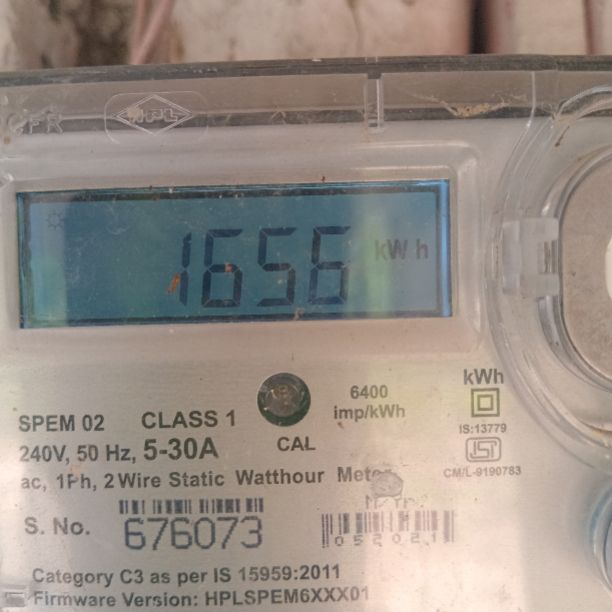 HPL
1656 kWh
6400 imp/kWh
kWh
SPEM 02 CLASS 1
240V, 50 Hz, 5-30A
CAL
IS:13779
ISI
CM/L-9190783
ac, 1Ph, 2 Wire Static Watthour Meter
S. No. 676073
052021
Category C3 as per IS 15959:2011
Firmware Version: HPLSPEM6XXX01